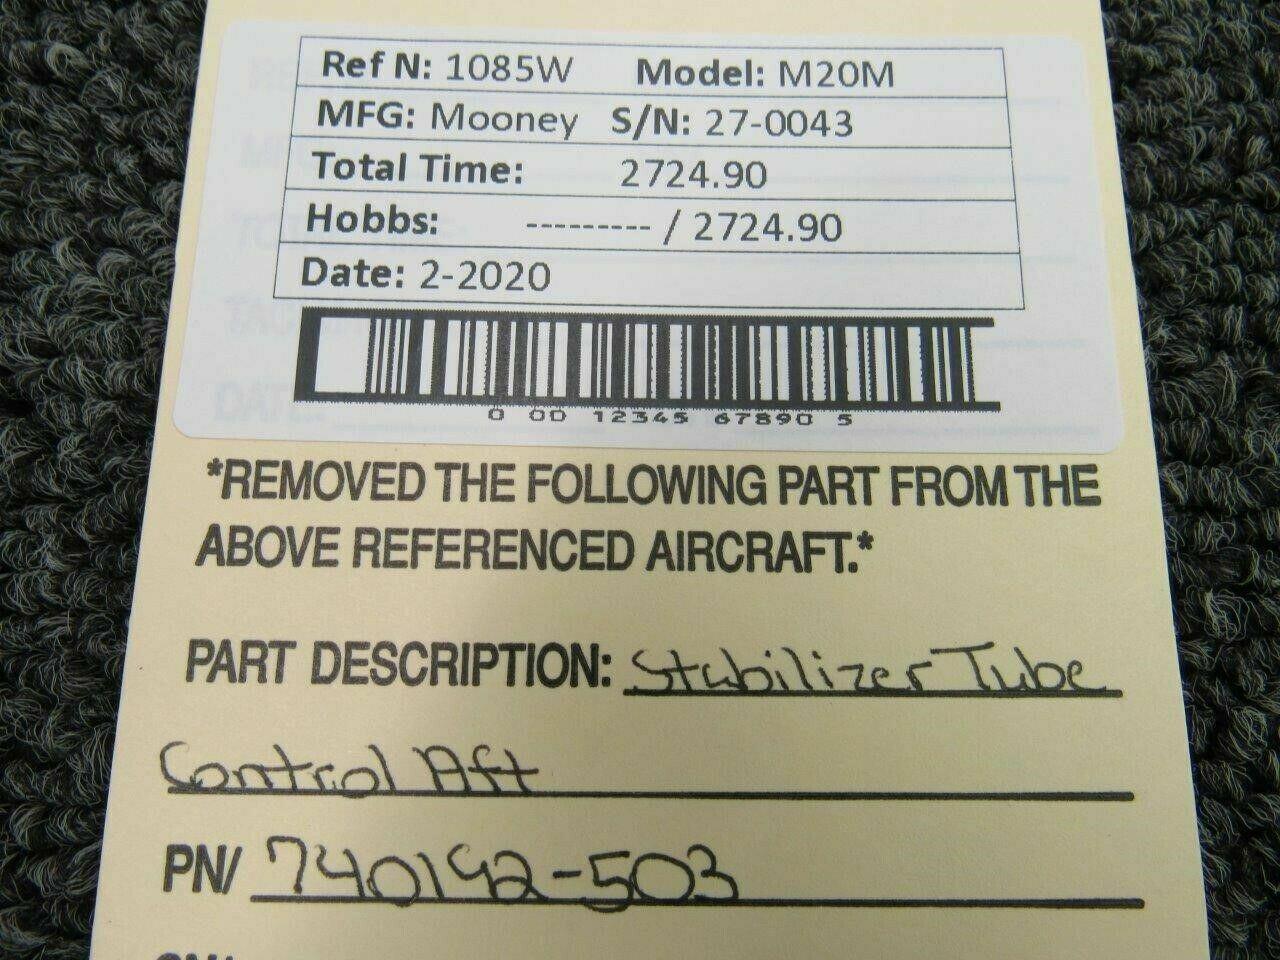 Ref N: 1085W Model: M20M
MFG: Mooney S/N: 27-0043
Total Time: 2724.90
Hobbs: --------- / 2724.90
Date: 2-2020
0 00 12345 67890 5
*REMOVED THE FOLLOWING PART FROM THE
ABOVE REFERENCED AIRCRAFT.*
PART DESCRIPTION: Stabilizer Tube
Control Aft
PN/ 740192-503